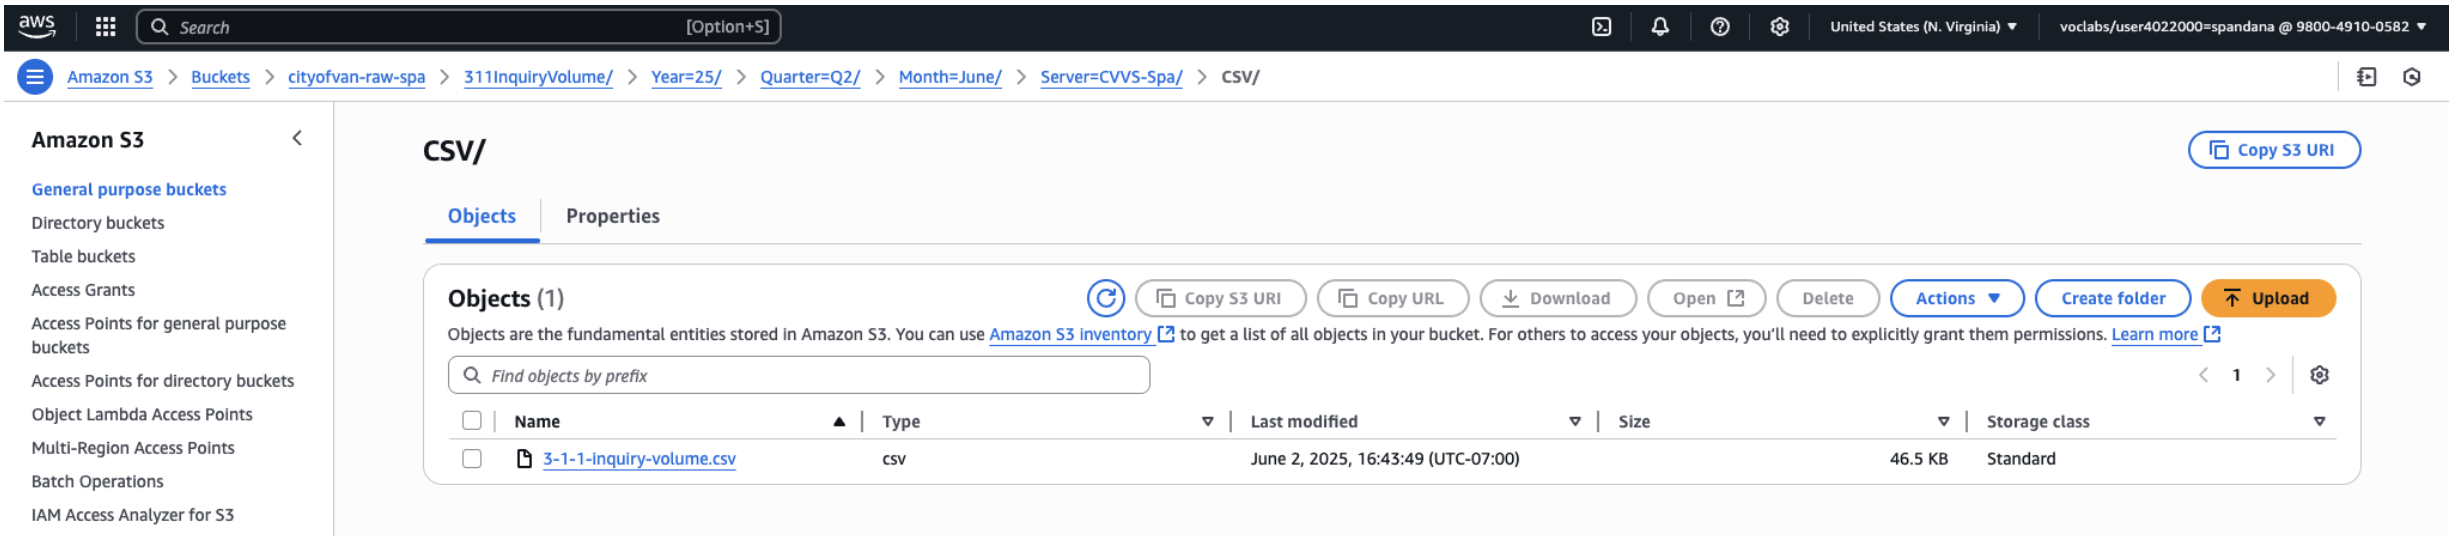 aws Search [Option+S] United States (N. Virginia) ▼ voclabs/user4022000=spandana @ 9800-4910-0582 ▼
Amazon S3 > Buckets > cityofvan-raw-spa > 311InquiryVolume/ > Year=25/ > Quarter=Q2/ > Month=June/ > Server=CVVS-Spa/ > CSV/
Amazon S3
General purpose buckets
Directory buckets
Table buckets
Access Grants
Access Points for general purpose
buckets
Access Points for directory buckets
Object Lambda Access Points
Multi-Region Access Points
Batch Operations
IAM Access Analyzer for S3
CSV/
Copy S3 URI
Objects Properties
Objects (1)
Copy S3 URI Copy URL Download Open Delete Actions ▼ Create folder Upload
Objects are the fundamental entities stored in Amazon S3. You can use Amazon S3 inventory to get a list of all objects in your bucket. For others to access your objects, you'll need to explicitly grant them permissions. Learn more
Find objects by prefix
< 1 >
Name Type Last modified Size Storage class
3-1-1-inquiry-volume.csv csv June 2, 2025, 16:43:49 (UTC-07:00) 46.5 KB Standard